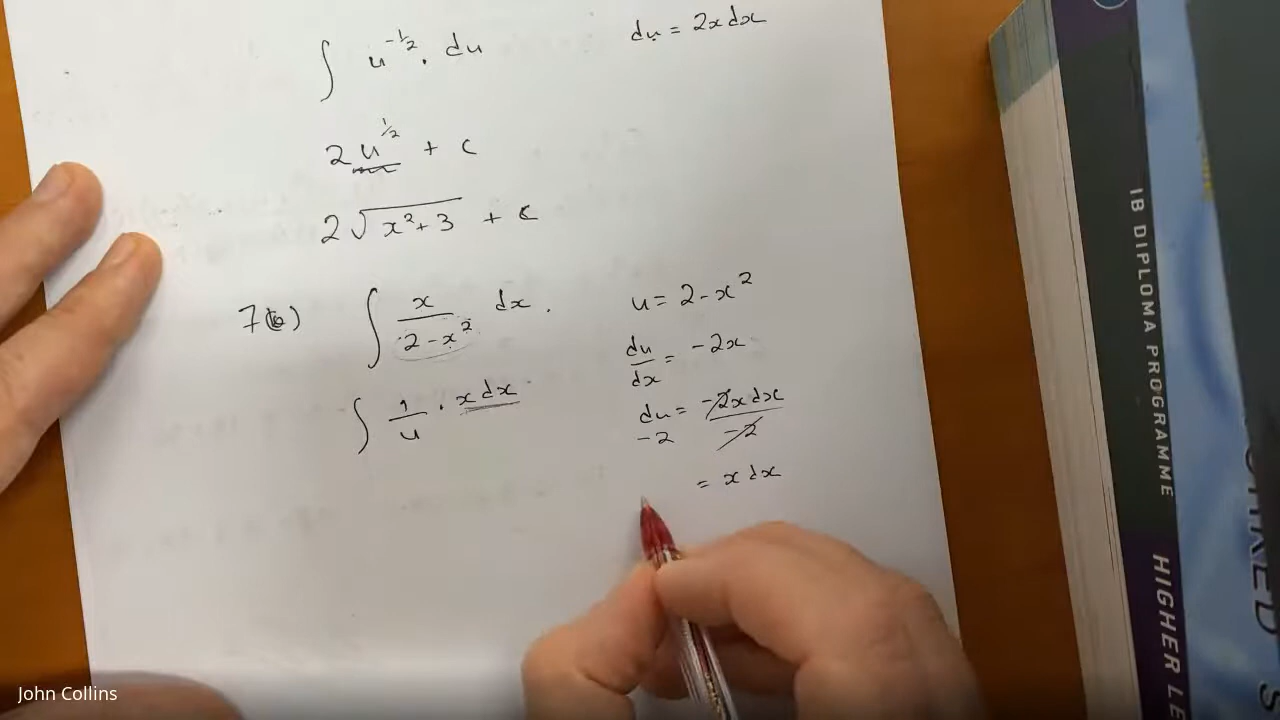 ∫ u^(-1/2) . du
du = 2x dx
2 u^(1/2) + c
2√(x²+3) + c
7(b) ∫ x/(2-x²) dx .
u = 2-x²
du/dx = -2x
∫ 1/u . x dx
du/-2 = -2x dx/-2
= x dx
IB DIPLOMA PROGRAMME
HIGHER LE
John Collins